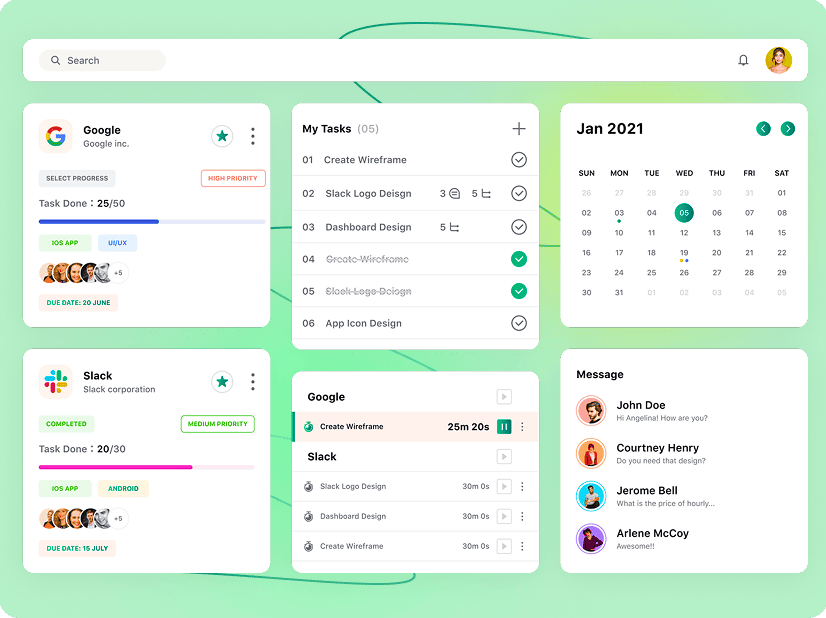 Search
Google
Google inc.
SELECT PROGRESS
HIGH PRIORITY
Task Done : 25/50
IOS APP
UI/UX
+5
DUE DATE: 20 JUNE
Slack
Slack corporation
COMPLETED
MEDIUM PRIORITY
Task Done : 20/30
IOS APP
ANDROID
+5
DUE DATE: 15 JULY
My Tasks (05)
01 Create Wireframe
02 Slack Logo Deisgn 3 5
03 Dashboard Design 5
04 Create Wireframe
05 Slack Logo Deisgn
06 App Icon Design
Google
Create Wireframe 25m 20s
Slack
Slack Logo Design 30m 0s
Dashboard Design 30m 0s
Create Wireframe 30m 0s
Jan 2021
SUN MON TUE WED THU FRI SAT
26 27 28 29 30 31 01
02 03 04 05 06 07 08
09 10 11 12 13 14 15
16 17 18 19 20 21 22
23 24 25 26 27 28 29
30 31 01 02 03 04 05
Message
John Doe
Hi Angelina! How are you?
Courtney Henry
Do you need that design?
Jerome Bell
What is the price of hourly...
Arlene McCoy
Awesome!!